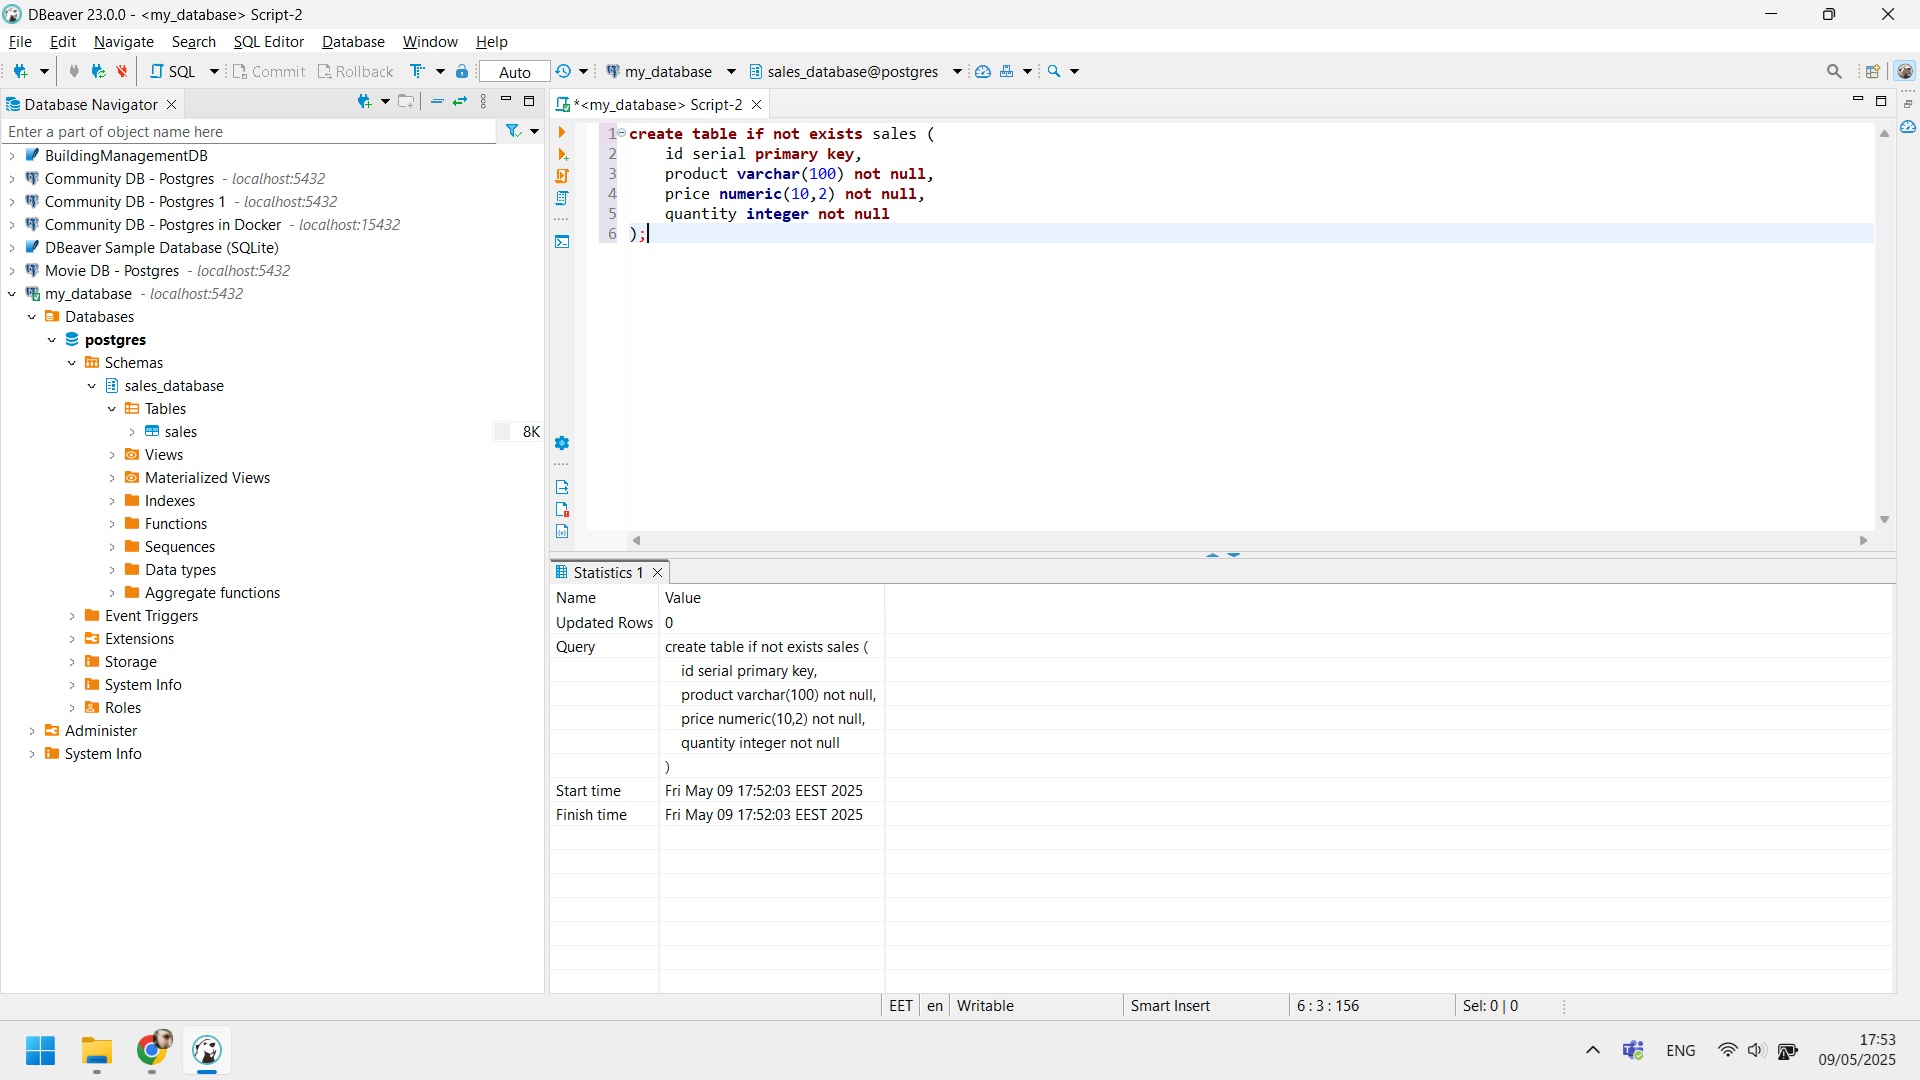 DBeaver 23.0.0 - <my_database> Script-2
File Edit Navigate Search SQL Editor Database Window Help
SQL Commit Rollback Auto my_database sales_database@postgres
Database Navigator
Enter a part of object name here
BuildingManagementDB
Community DB - Postgres - localhost:5432
Community DB - Postgres 1 - localhost:5432
Community DB - Postgres in Docker - localhost:15432
DBeaver Sample Database (SQLite)
Movie DB - Postgres - localhost:5432
my_database - localhost:5432
Databases
postgres
Schemas
sales_database
Tables
sales 8K
Views
Materialized Views
Indexes
Functions
Sequences
Data types
Aggregate functions
Event Triggers
Extensions
Storage
System Info
Roles
Administer
System Info
*<my_database> Script-2
1 create table if not exists sales (
2 id serial primary key,
3 product varchar(100) not null,
4 price numeric(10,2) not null,
5 quantity integer not null
6 );
Statistics 1
Name Value
Updated Rows 0
Query create table if not exists sales (
id serial primary key,
product varchar(100) not null,
price numeric(10,2) not null,
quantity integer not null
)
Start time Fri May 09 17:52:03 EEST 2025
Finish time Fri May 09 17:52:03 EEST 2025
EET en Writable Smart Insert 6 : 3 : 156 Sel: 0 | 0
ENG
17:53
09/05/2025